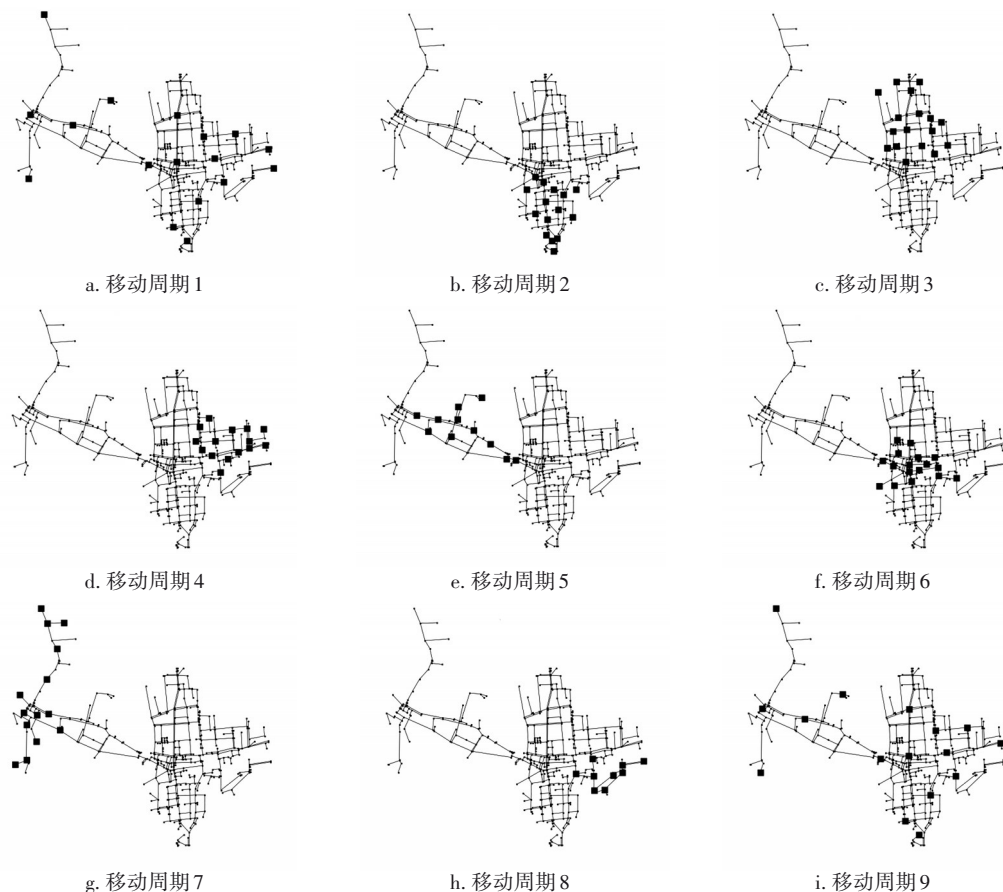 a. 移动周期1
b. 移动周期2
c. 移动周期3
d. 移动周期4
e. 移动周期5
f. 移动周期6
g. 移动周期7
h. 移动周期8
i. 移动周期9